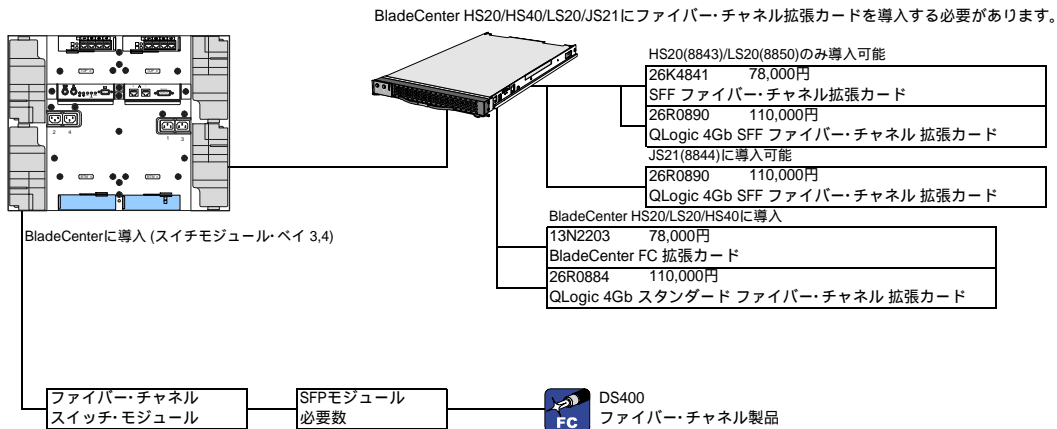 BladeCenter HS20/HS40/LS20/JS21にファイバー・チャネル拡張カードを導入する必要があります。
HS20(8843)/LS20(8850)のみ導入可能
26K4841 78,000円
SFF ファイバー・チャネル拡張カード
26R0890 110,000円
QLogic 4Gb SFF ファイバー・チャネル 拡張カード
JS21(8844)に導入可能
26R0890 110,000円
QLogic 4Gb SFF ファイバー・チャネル 拡張カード
BladeCenter HS20/LS20/HS40に導入
13N2203 78,000円
BladeCenter FC 拡張カード
26R0884 110,000円
QLogic 4Gb スタンダード ファイバー・チャネル 拡張カード
2 4
1 3
BladeCenterに導入 (スイチモジュール・ベイ 3,4)
ファイバー・チャネル
スイッチ・モジュール
SFPモジュール
必要数
FC
DS400
ファイバー・チャネル製品